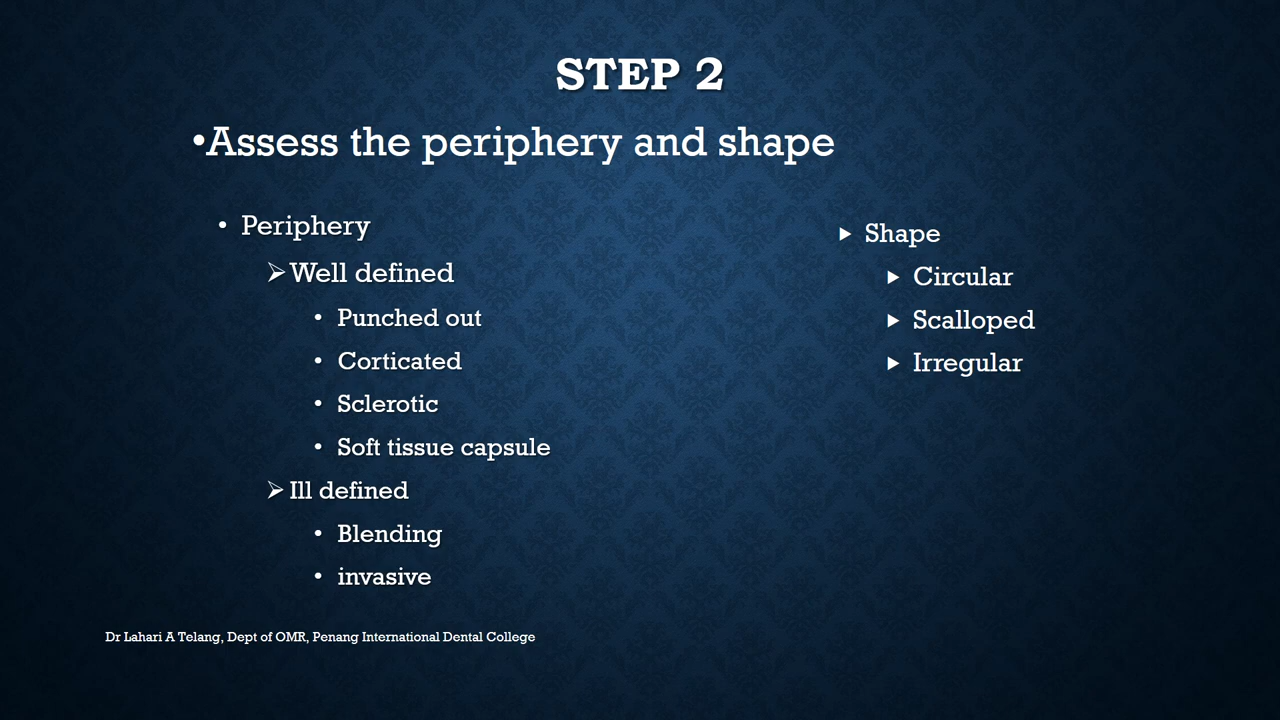 STEP 2
•Assess the periphery and shape
• Periphery
➢Well defined
• Punched out
• Corticated
• Sclerotic
• Soft tissue capsule
➢Ill defined
• Blending
• invasive
▶ Shape
▶ Circular
▶ Scalloped
▶ Irregular
Dr Lahari A Telang, Dept of OMR, Penang International Dental College